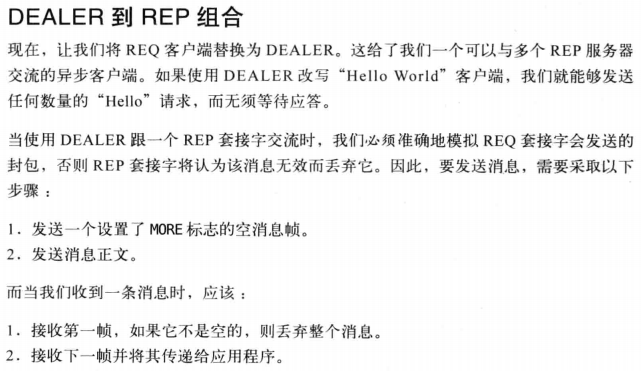 DEALER 到 REP 组合
现在，让我们将 REQ 客户端替换为 DEALER。这给了我们一个可以与多个 REP 服务器
交流的异步客户端。如果使用 DEALER 改写“Hello World”客户端，我们就能够发送
任何数量的“Hello”请求，而无须等待应答。
当使用 DEALER 跟一个 REP 套接字交流时，我们必须准确地模拟 REQ 套接字会发送的
封包，否则 REP 套接字将认为该消息无效而丢弃它。因此，要发送消息，需要采取以下
步骤：
1．发送一个设置了 MORE 标志的空消息帧。
2．发送消息正文。
而当我们收到一条消息时，应该：
1．接收第一帧，如果它不是空的，则丢弃整个消息。
2．接收下一帧并将其传递给应用程序。